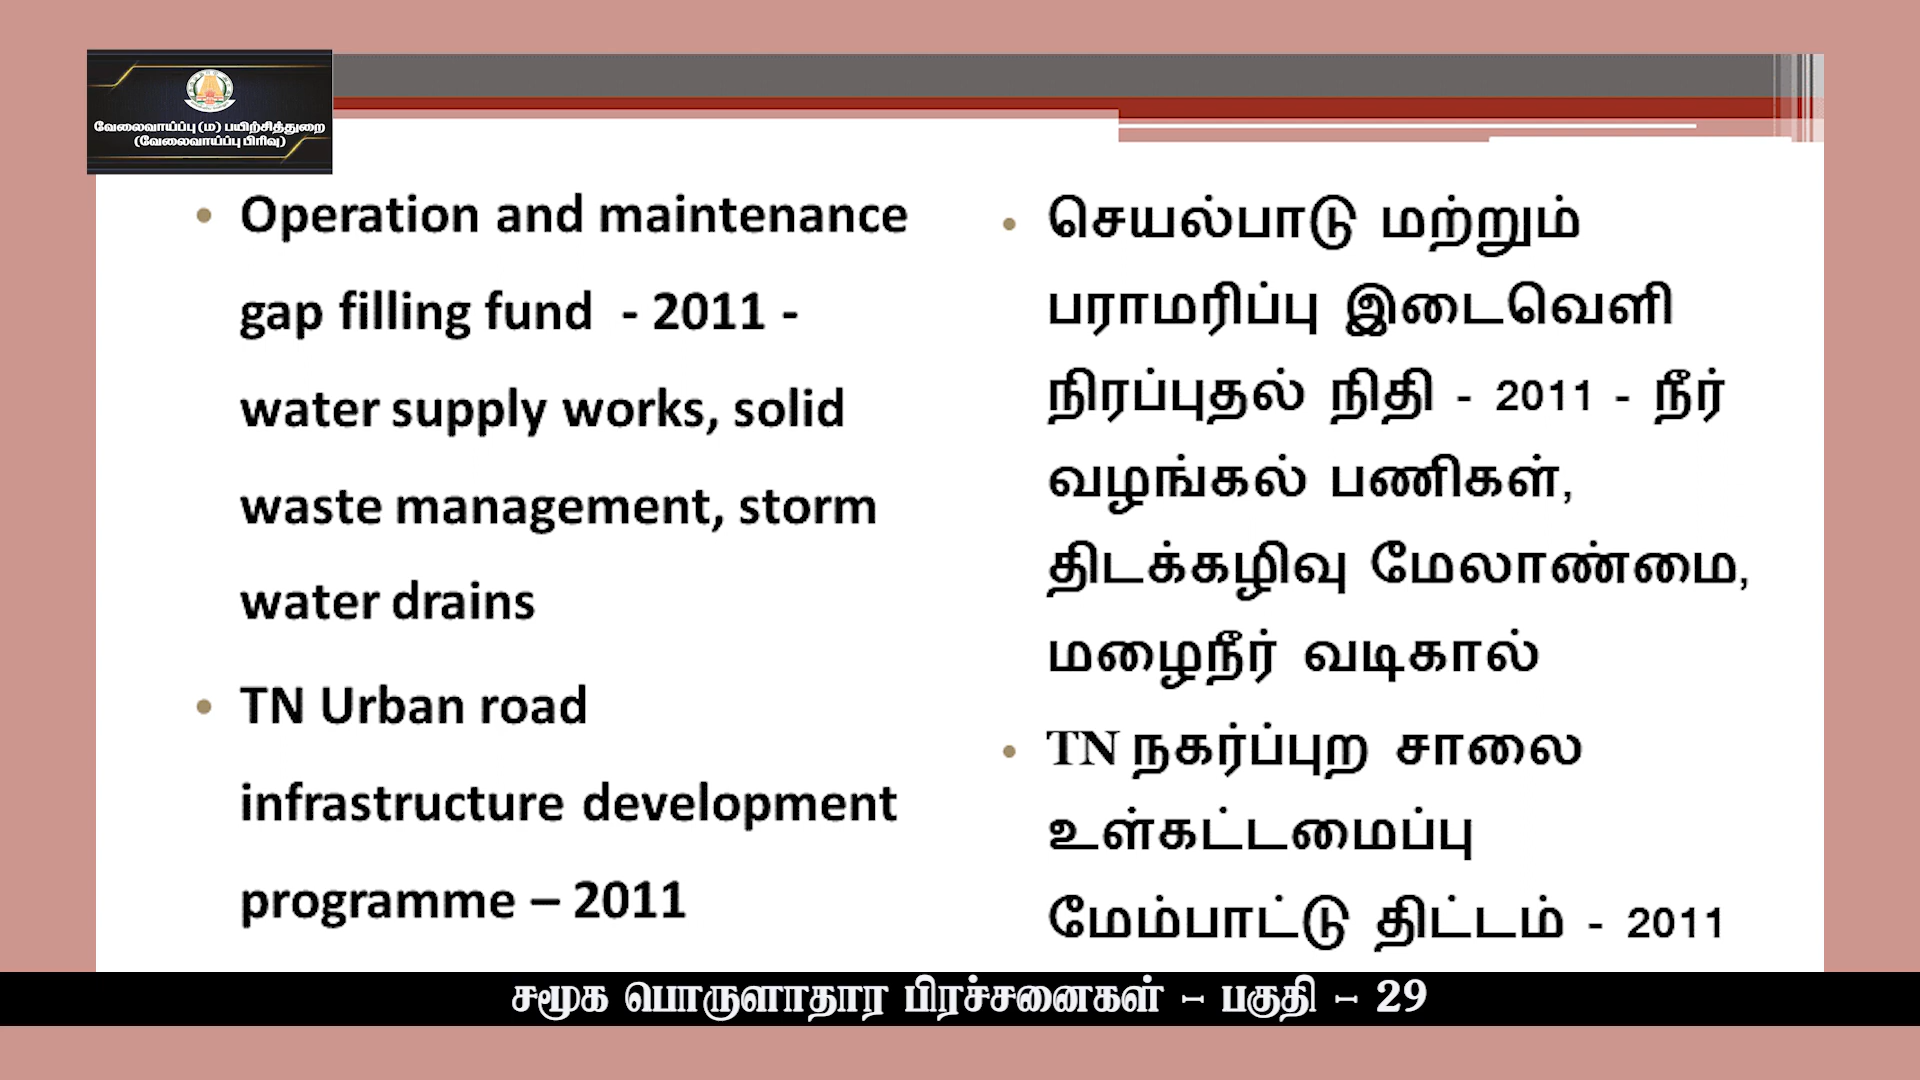 வேலைவாய்ப்பு (ம) பயிற்சித்துறை
(வேலைவாய்ப்பு பிரிவு)
• Operation and maintenance
gap filling fund - 2011 -
water supply works, solid
waste management, storm
water drains
• TN Urban road
infrastructure development
programme – 2011
• செயல்பாடு மற்றும்
பராமரிப்பு இடைவெளி
நிரப்புதல் நிதி - 2011 - நீர்
வழங்கல் பணிகள்,
திடக்கழிவு மேலாண்மை,
மழைநீர் வடிகால்
• TN நகர்ப்புற சாலை
உள்கட்டமைப்பு
மேம்பாட்டு திட்டம் - 2011
சமூக பொருளாதார பிரச்சனைகள் – பகுதி – 29